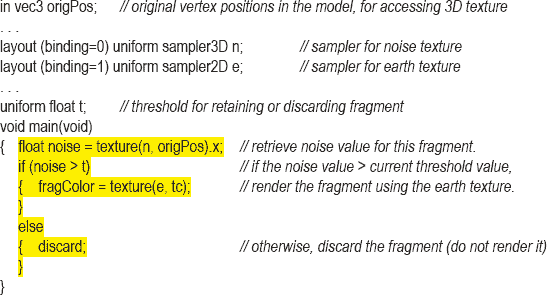 in vec3 origPos; // original vertex positions in the model, for accessing 3D texture
. . .
layout (binding=0) uniform sampler3D n; // sampler for noise texture
layout (binding=1) uniform sampler2D e; // sampler for earth texture
. . .
uniform float t; // threshold for retaining or discarding fragment
void main(void)
{ float noise = texture(n, origPos).x; // retrieve noise value for this fragment.
if (noise > t) // if the noise value > current threshold value,
{ fragColor = texture(e, tc); // render the fragment using the earth texture.
}
else
{ discard; // otherwise, discard the fragment (do not render it)
}
}